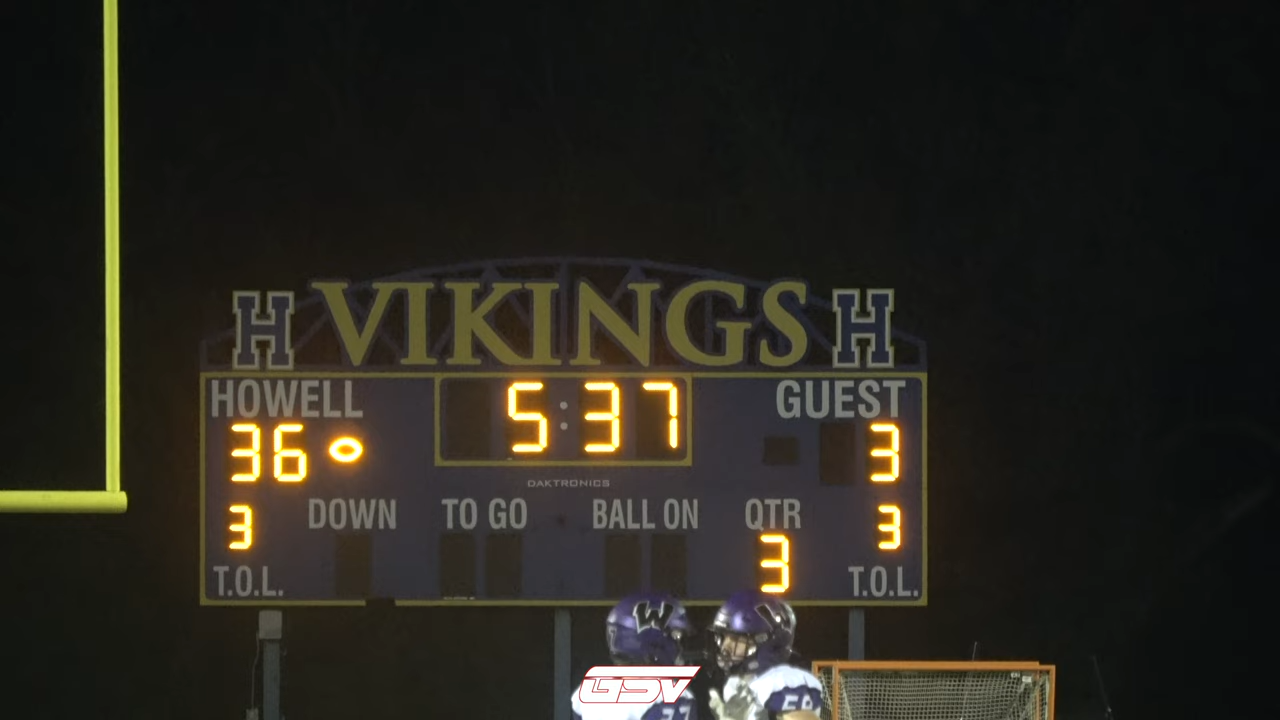 H VIKINGS H
HOWELL 5:37 GUEST
36 3
DAKTRONICS
3 DOWN TO GO BALL ON QTR 3
3
T.O.L. T.O.L.
W
GSV